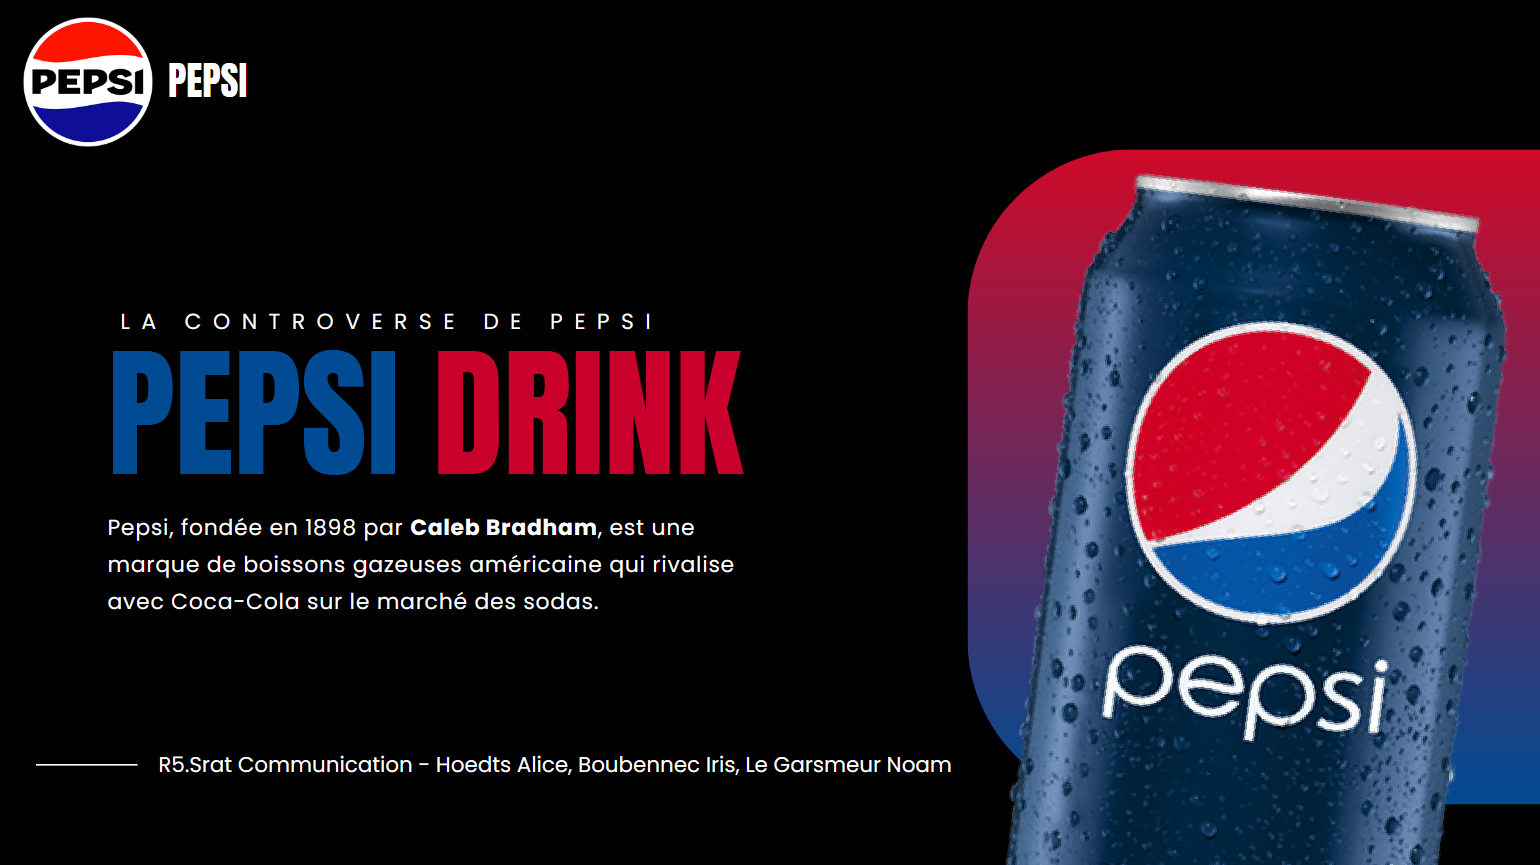 PEPSI
PEPSI
LA CONTROVERSE DE PEPSI
PEPSI DRINK
Pepsi, fondée en 1898 par Caleb Bradham, est une
marque de boissons gazeuses américaine qui rivalise
avec Coca-Cola sur le marché des sodas.
pepsi
R5.Srat Communication - Hoedts Alice, Boubennec Iris, Le Garsmeur Noam